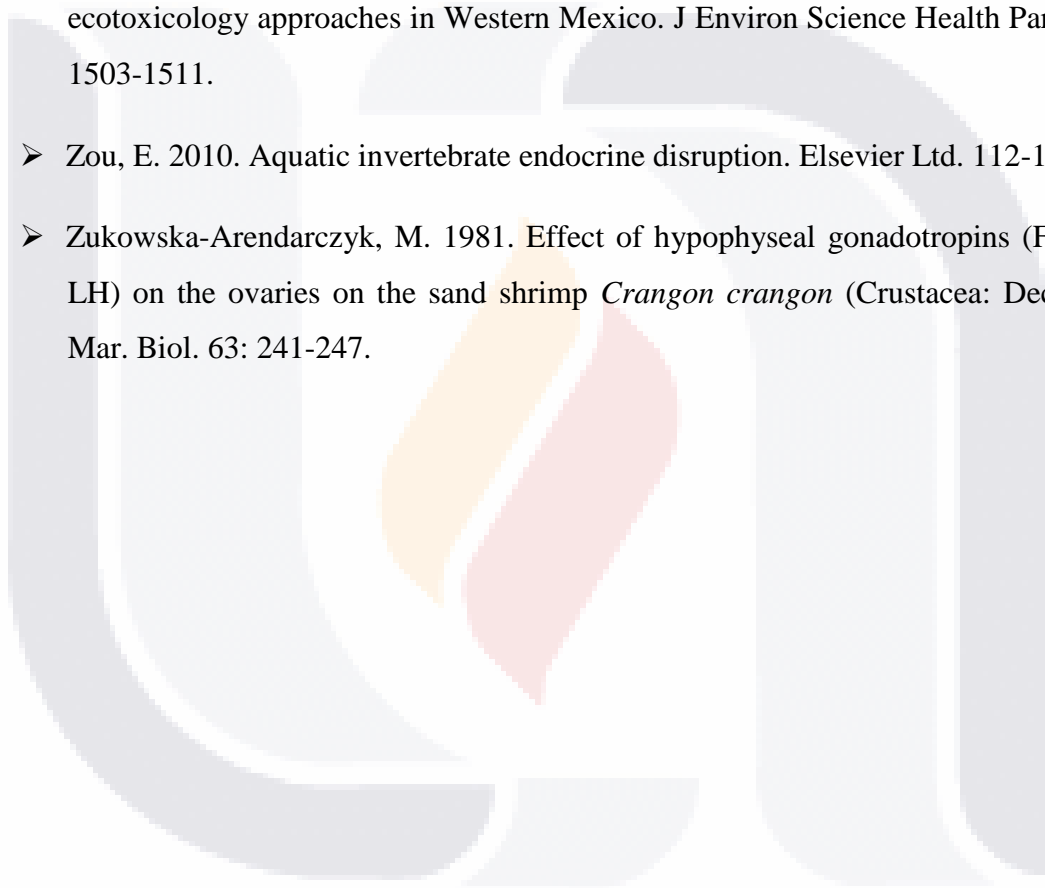 ecotoxicology approaches in Western Mexico. J Environ Science Health Par
1503-1511.
➢ Zou, E. 2010. Aquatic invertebrate endocrine disruption. Elsevier Ltd. 112-1
➢ Zukowska-Arendarczyk, M. 1981. Effect of hypophyseal gonadotropins (F
LH) on the ovaries on the sand shrimp Crangon crangon (Crustacea: Dec
Mar. Biol. 63: 241-247.